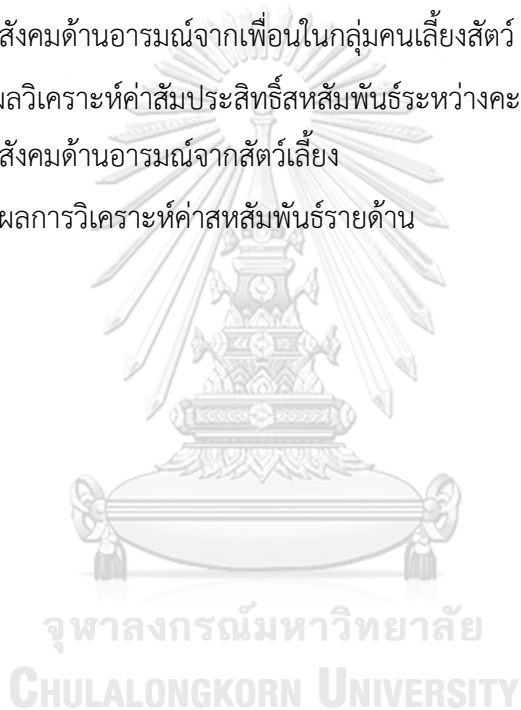 สังคมด้านอารมณ์จากเพื่อนในกลุ่มคนเลี้ยงสัตว์
ผลวิเคราะห์ค่าสัมประสิทธิ์สหสัมพันธ์ระหว่างคะ
สังคมด้านอารมณ์จากสัตว์เลี้ยง
ผลการวิเคราะห์ค่าสหสัมพันธ์รายด้าน
จุฬาลงกรณ์มหาวิทยาลัย
CHULALONGKORN UNIVERSITY